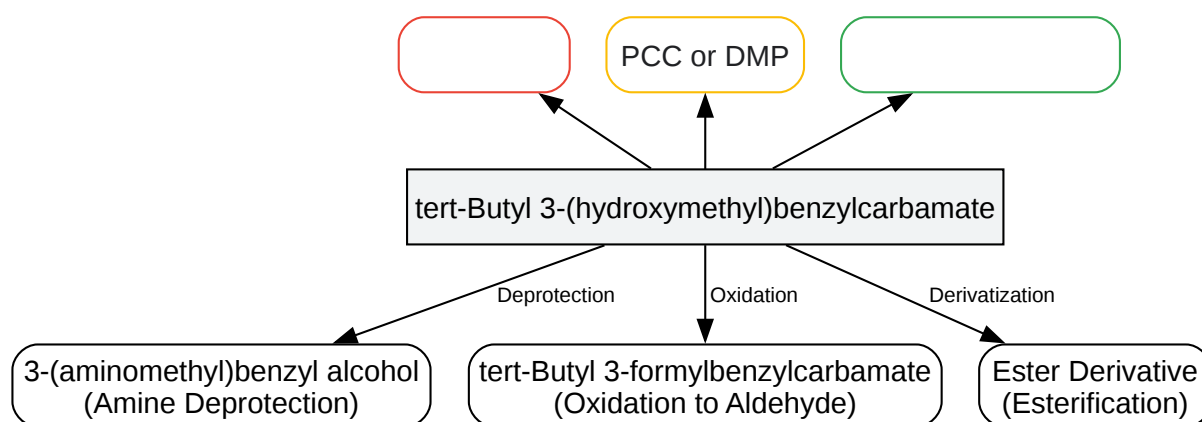 PCC or DMP
tert-Butyl 3-(hydroxymethyl)benzylcarbamate
Deprotection
Oxidation
Derivatization
3-(aminomethyl)benzyl alcohol
(Amine Deprotection)
tert-Butyl 3-formylbenzylcarbamate
(Oxidation to Aldehyde)
Ester Derivative
(Esterification)